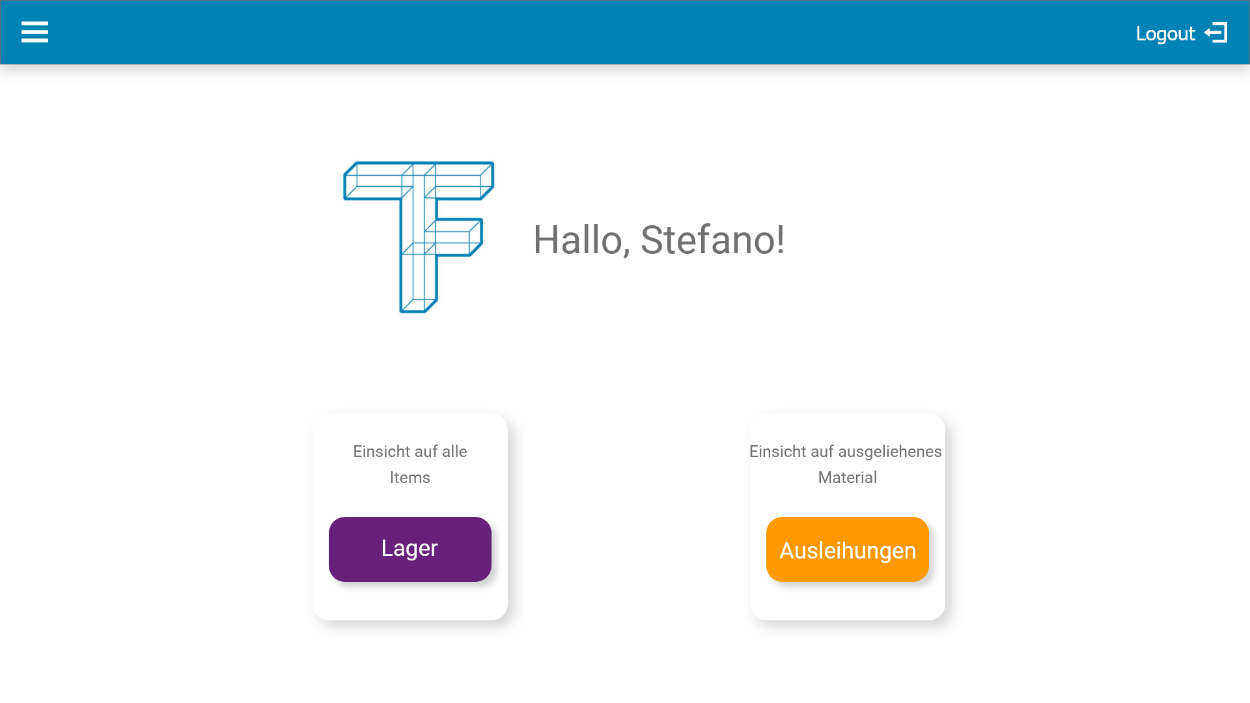 Logout
Hallo, Stefano!
Einsicht auf alle
Items
Lager
Einsicht auf ausgeliehenes
Material
Ausleihungen